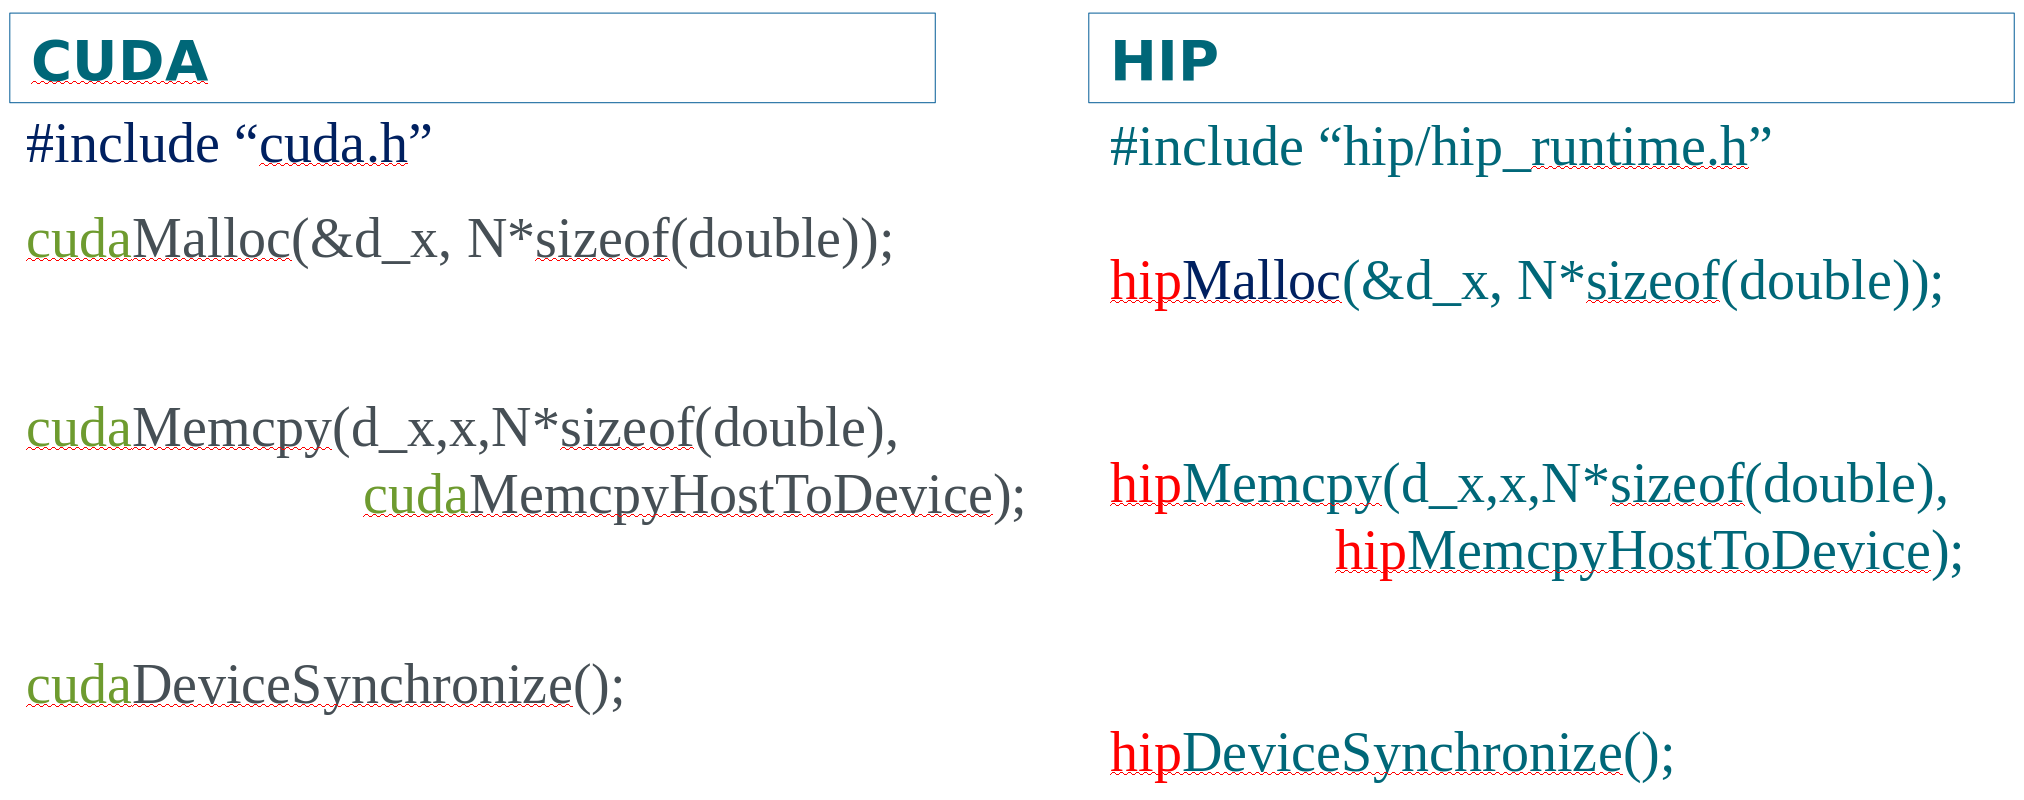 CUDA
#include “cuda.h”
cudaMalloc(&d_x, N*sizeof(double));
cudaMemcpy(d_x,x,N*sizeof(double),
cudaMemcpyHostToDevice);
cudaDeviceSynchronize();
HIP
#include “hip/hip_runtime.h”
hipMalloc(&d_x, N*sizeof(double));
hipMemcpy(d_x,x,N*sizeof(double),
hipMemcpyHostToDevice);
hipDeviceSynchronize();